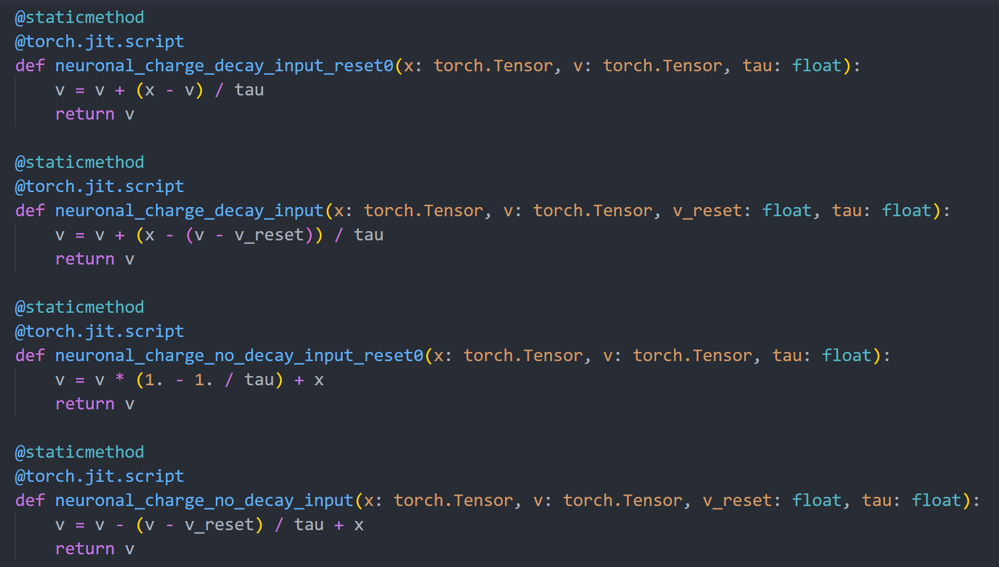 @staticmethod
@torch.jit.script
def neuronal_charge_decay_input_reset0(x: torch.Tensor, v: torch.Tensor, tau: float):
    v = v + (x - v) / tau
    return v

@staticmethod
@torch.jit.script
def neuronal_charge_decay_input(x: torch.Tensor, v: torch.Tensor, v_reset: float, tau: float):
    v = v + (x - (v - v_reset)) / tau
    return v

@staticmethod
@torch.jit.script
def neuronal_charge_no_decay_input_reset0(x: torch.Tensor, v: torch.Tensor, tau: float):
    v = v * (1. - 1. / tau) + x
    return v

@staticmethod
@torch.jit.script
def neuronal_charge_no_decay_input(x: torch.Tensor, v: torch.Tensor, v_reset: float, tau: float):
    v = v - (v - v_reset) / tau + x
    return v